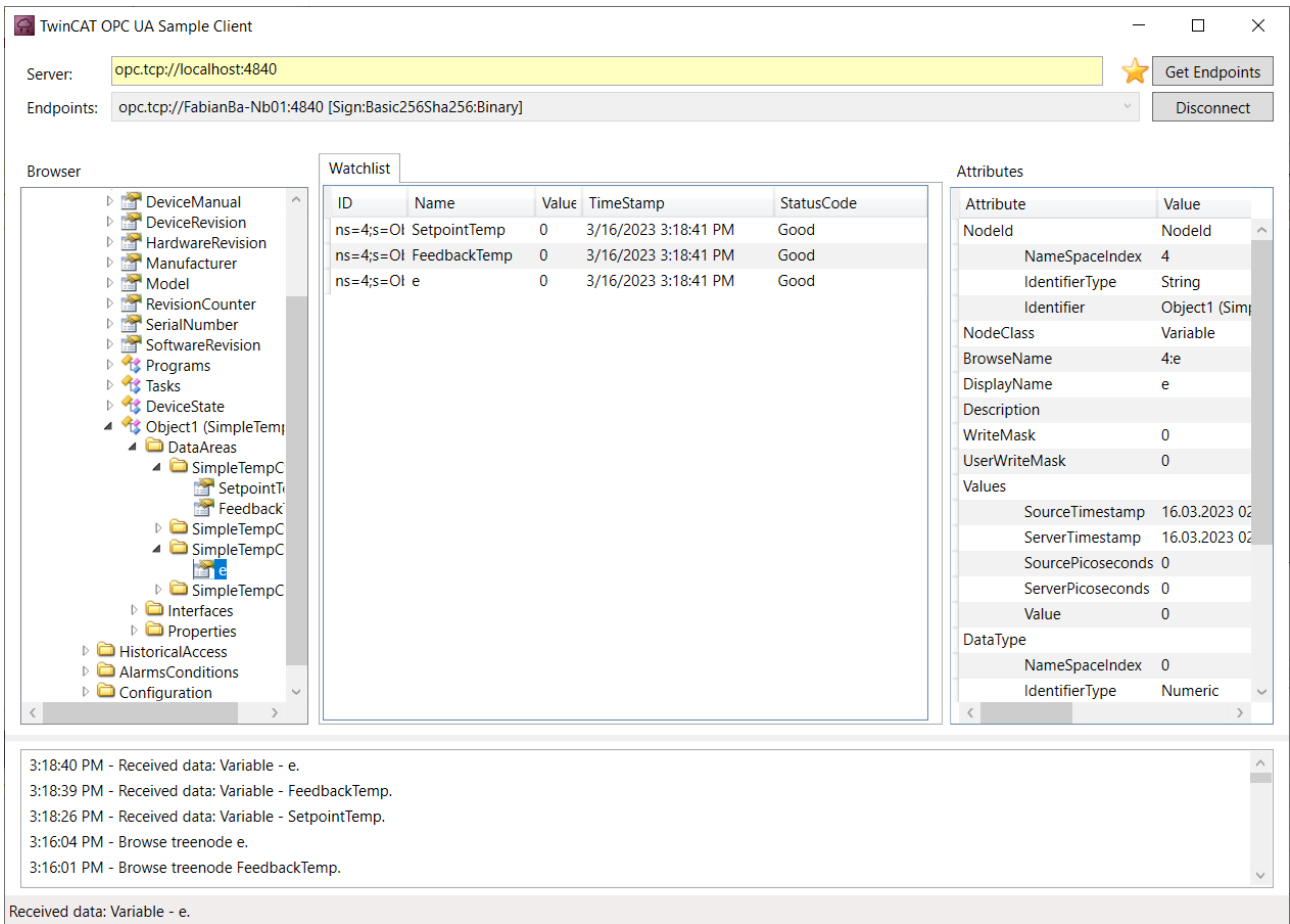 TwinCAT OPC UA Sample Client
Server: opc.tcp://localhost:4840 Get Endpoints
Endpoints: opc.tcp://FabianBa-Nb01:4840 [Sign:Basic256Sha256:Binary] Disconnect
Browser
DeviceManual
DeviceRevision
HardwareRevision
Manufacturer
Model
RevisionCounter
SerialNumber
SoftwareRevision
Programs
Tasks
DeviceState
Object1 (SimpleTemp
DataAreas
SimpleTempC
SetpointTe
Feedback
SimpleTempC
SimpleTempC
e
SimpleTempC
Interfaces
Properties
HistoricalAccess
AlarmsConditions
Configuration
Watchlist
ID Name Value TimeStamp StatusCode
ns=4;s=Ob SetpointTemp 0 3/16/2023 3:18:41 PM Good
ns=4;s=Ob FeedbackTemp 0 3/16/2023 3:18:41 PM Good
ns=4;s=Ob e 0 3/16/2023 3:18:41 PM Good
Attributes
Attribute Value
NodeId NodeId
NameSpaceIndex 4
IdentifierType String
Identifier Object1 (Simp
NodeClass Variable
BrowseName 4:e
DisplayName e
Description
WriteMask 0
UserWriteMask 0
Values
SourceTimestamp 16.03.2023 02
ServerTimestamp 16.03.2023 02
SourcePicoseconds 0
ServerPicoseconds 0
Value 0
DataType
NameSpaceIndex 0
IdentifierType Numeric
3:18:40 PM - Received data: Variable - e.
3:18:39 PM - Received data: Variable - FeedbackTemp.
3:18:26 PM - Received data: Variable - SetpointTemp.
3:16:04 PM - Browse treenode e.
3:16:01 PM - Browse treenode FeedbackTemp.
Received data: Variable - e.